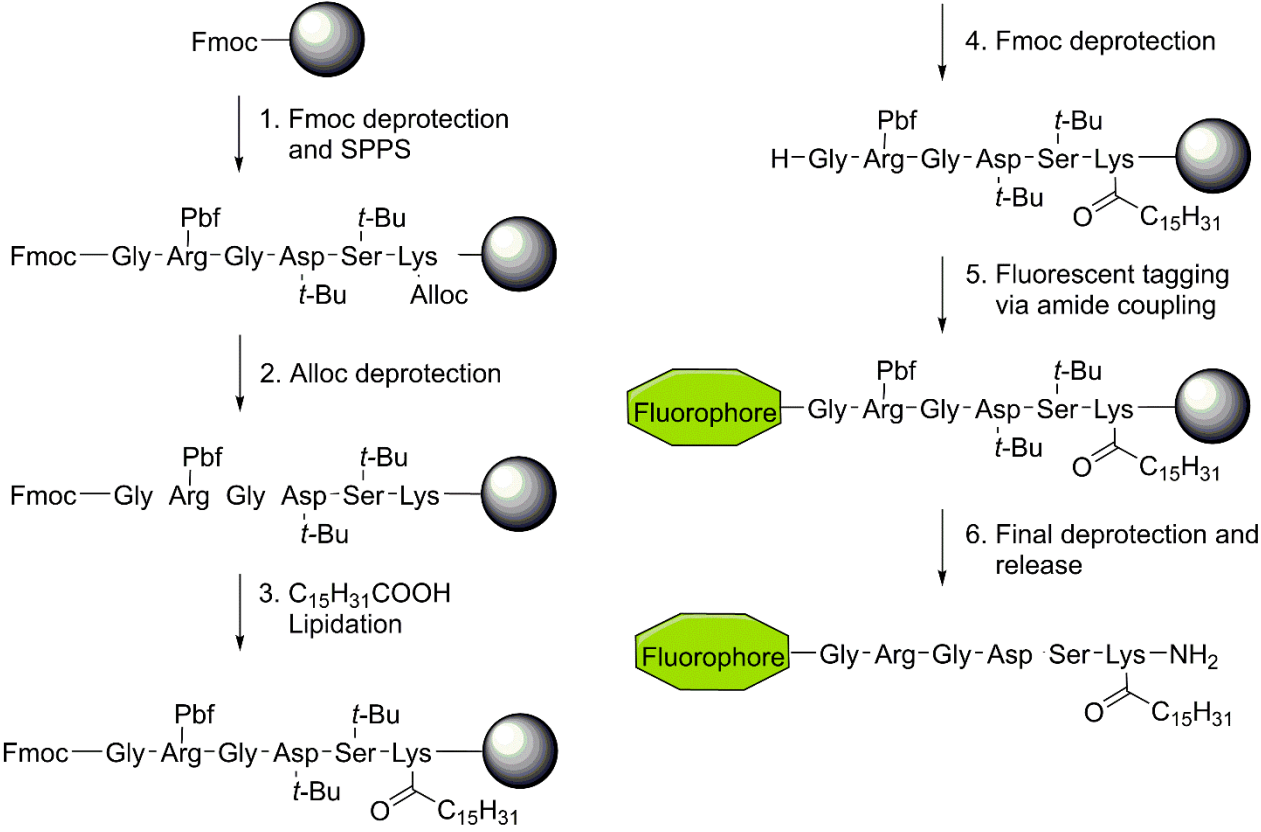 Fmoc
1. Fmoc deprotection
and SPPS
Pbf
t-Bu
Fmoc Gly-Arg-Gly-Asp-Ser-Lys
t-Bu
Alloc
2. Alloc deprotection
Pbf
t-Bu
Fmoc Gly Arg Gly Asp-Ser-Lys
t-Bu
3. C₁₅H₃₁COOH
Lipidation
Pbf
t-Bu
Fmoc Gly-Arg-Gly-Asp-Ser-Lys
t-Bu
O C₁₅H₃₁
4. Fmoc deprotection
Pbf
t-Bu
H-Gly-Arg-Gly-Asp-Ser-Lys
t-Bu
O C₁₅H₃₁
5. Fluorescent tagging
via amide coupling
Pbf
t-Bu
Fluorophore Gly-Arg-Gly-Asp-Ser-Lys
t-Bu
O C₁₅H₃₁
6. Final deprotection and
release
Fluorophore Gly-Arg-Gly-Asp Ser-Lys-NH₂
O C₁₅H₃₁